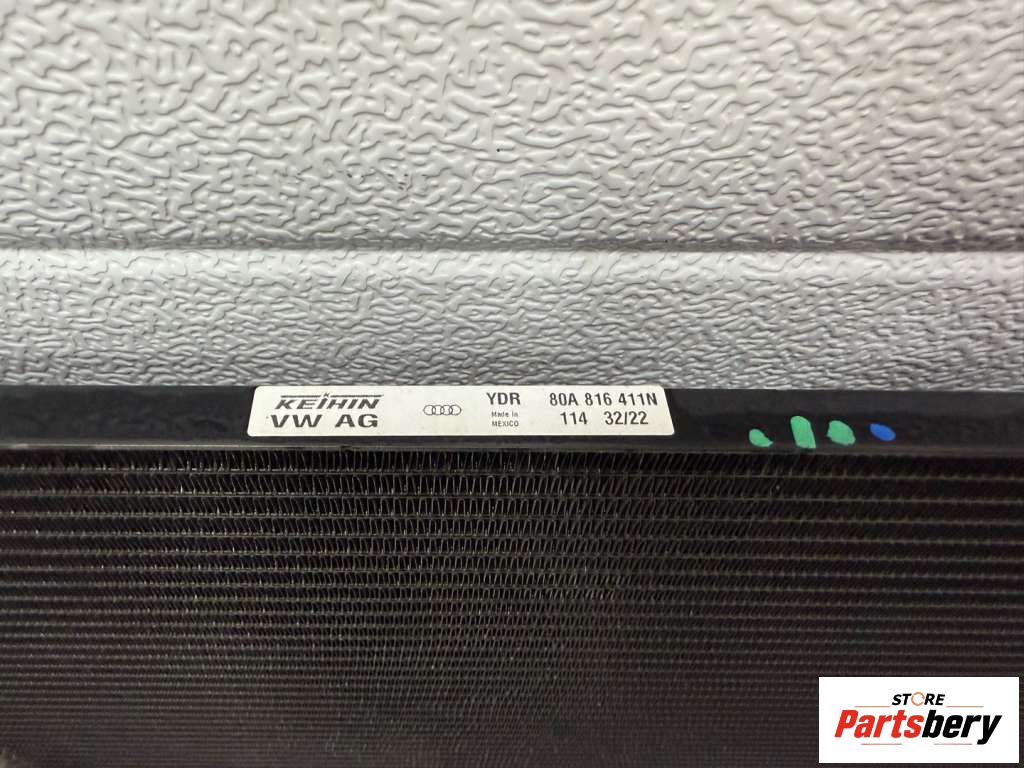 KEIHIN YDR 80A 816 411N
VW AG Made in MEXICO 114 32/22
STORE
Partsbery